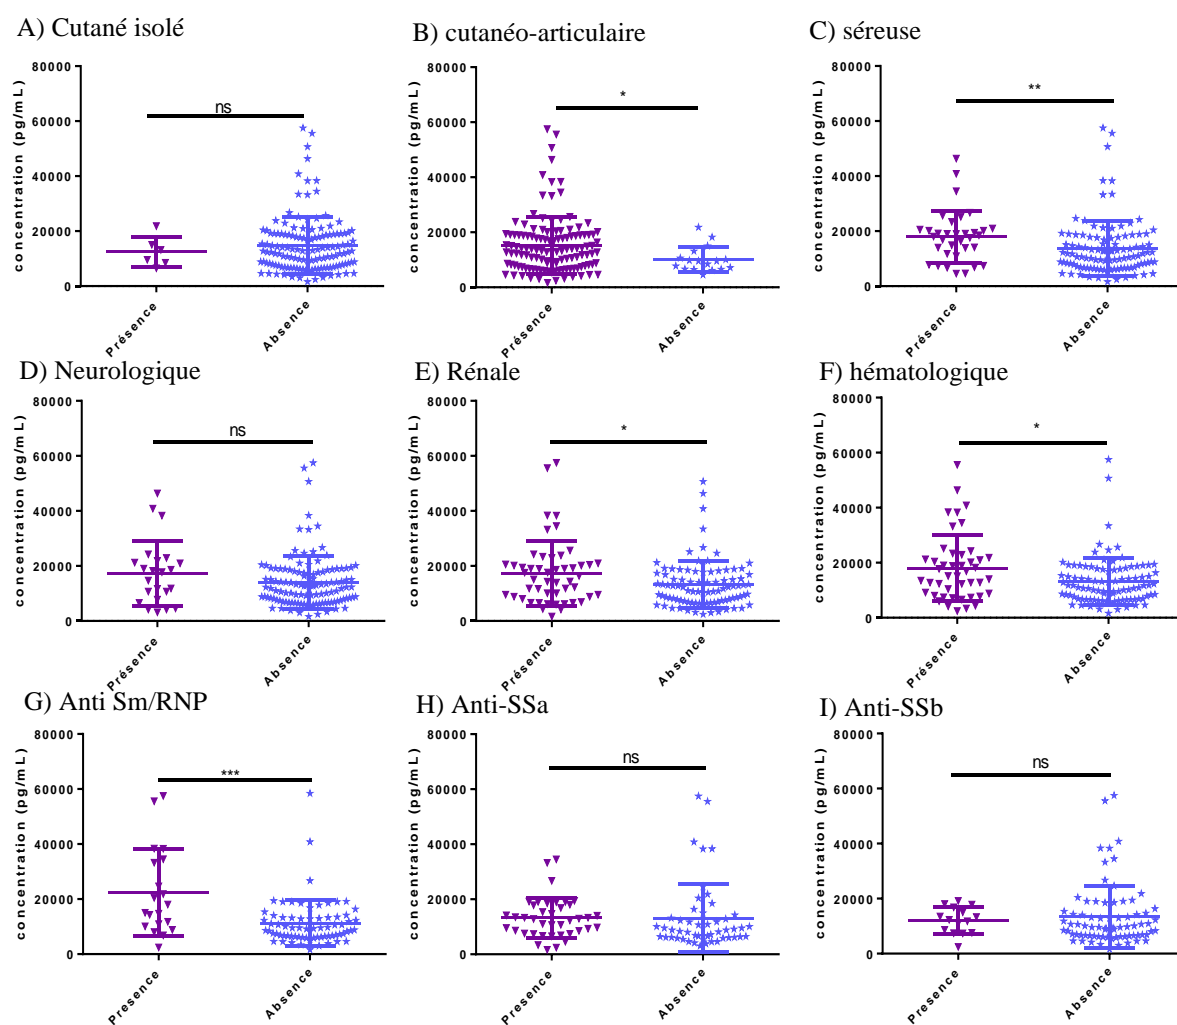 A) Cutané isolé
concentration (pg/mL)
80000
60000
40000
20000
0
ns
Présence
Absence
B) cutanéo-articulaire
concentration (pg/mL)
80000
60000
40000
20000
0
*
Présence
Absence
C) séreuse
concentration (pg/mL)
80000
60000
40000
20000
0
**
Présence
Absence
D) Neurologique
concentration (pg/mL)
80000
60000
40000
20000
0
ns
Présence
Absence
E) Rénale
concentration (pg/mL)
80000
60000
40000
20000
0
*
Présence
Absence
F) hématologique
concentration (pg/mL)
80000
60000
40000
20000
0
*
Présence
Absence
G) Anti Sm/RNP
concentration (pg/mL)
80000
60000
40000
20000
0
***
Presence
Absence
H) Anti-SSa
concentration (pg/mL)
80000
60000
40000
20000
0
ns
Presence
Absence
I) Anti-SSb
concentration (pg/mL)
80000
60000
40000
20000
0
ns
Presence
Absence